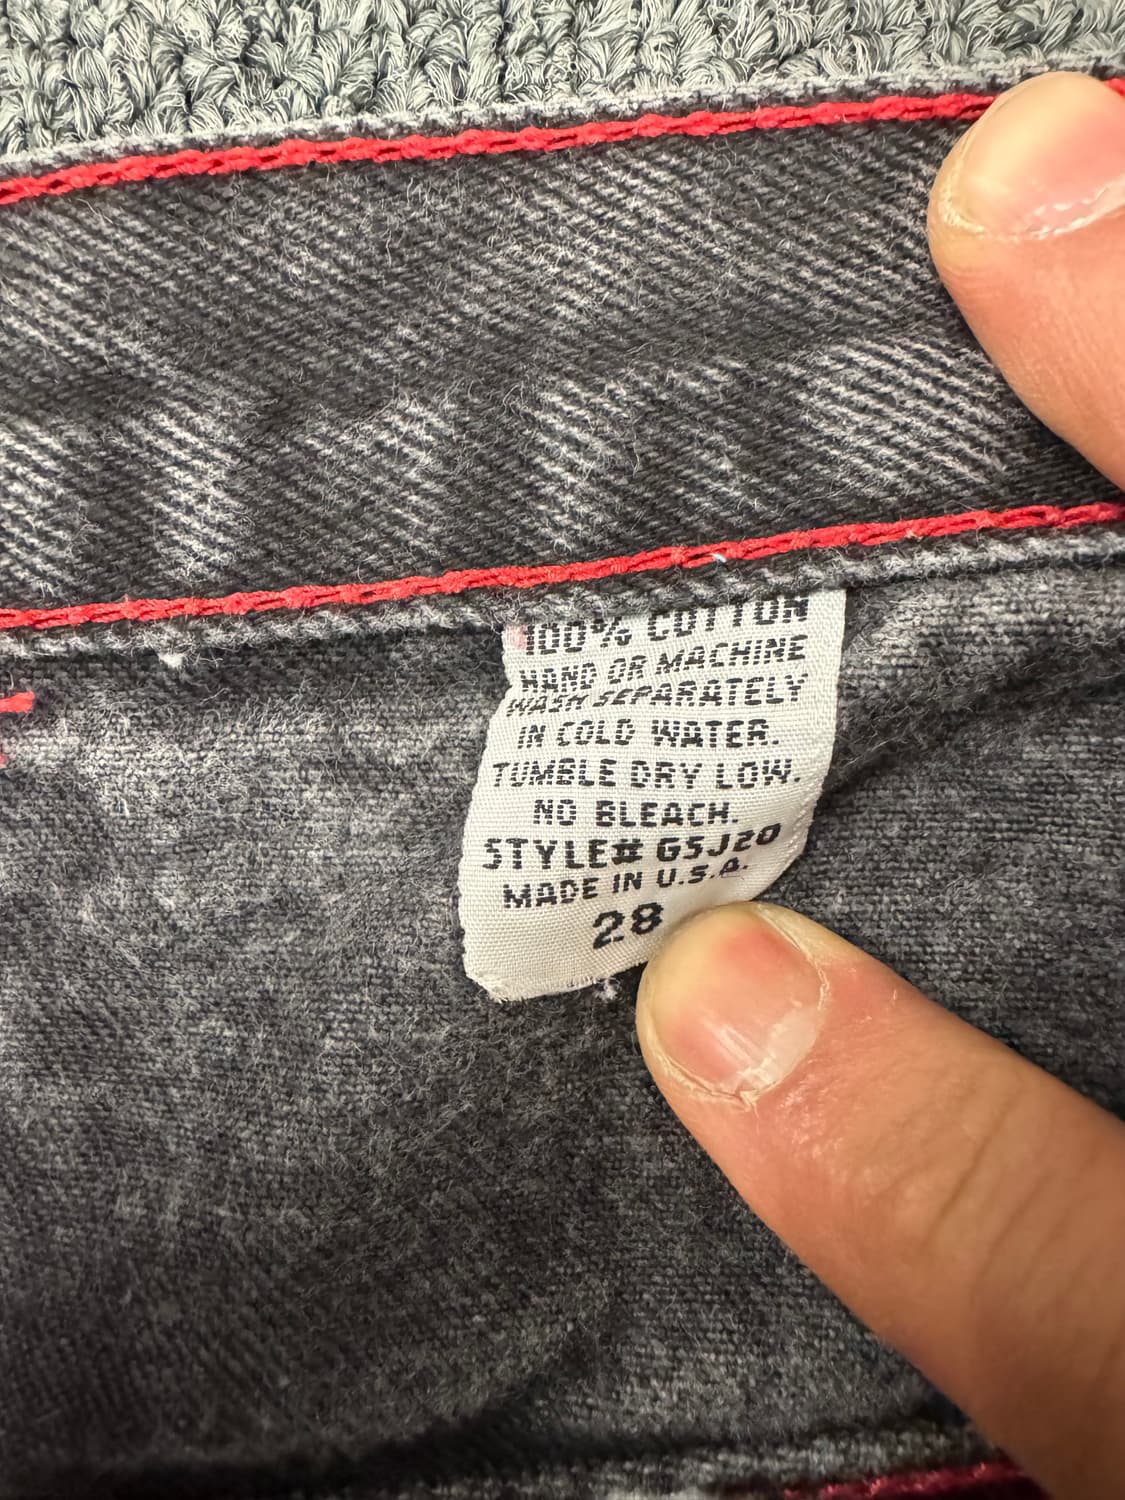 100% COTTON
HAND OR MACHINE
WASH SEPARATELY
IN COLD WATER.
TUMBLE DRY LOW.
NO BLEACH.
STYLE# GSJ20
MADE IN U.S.A.
28